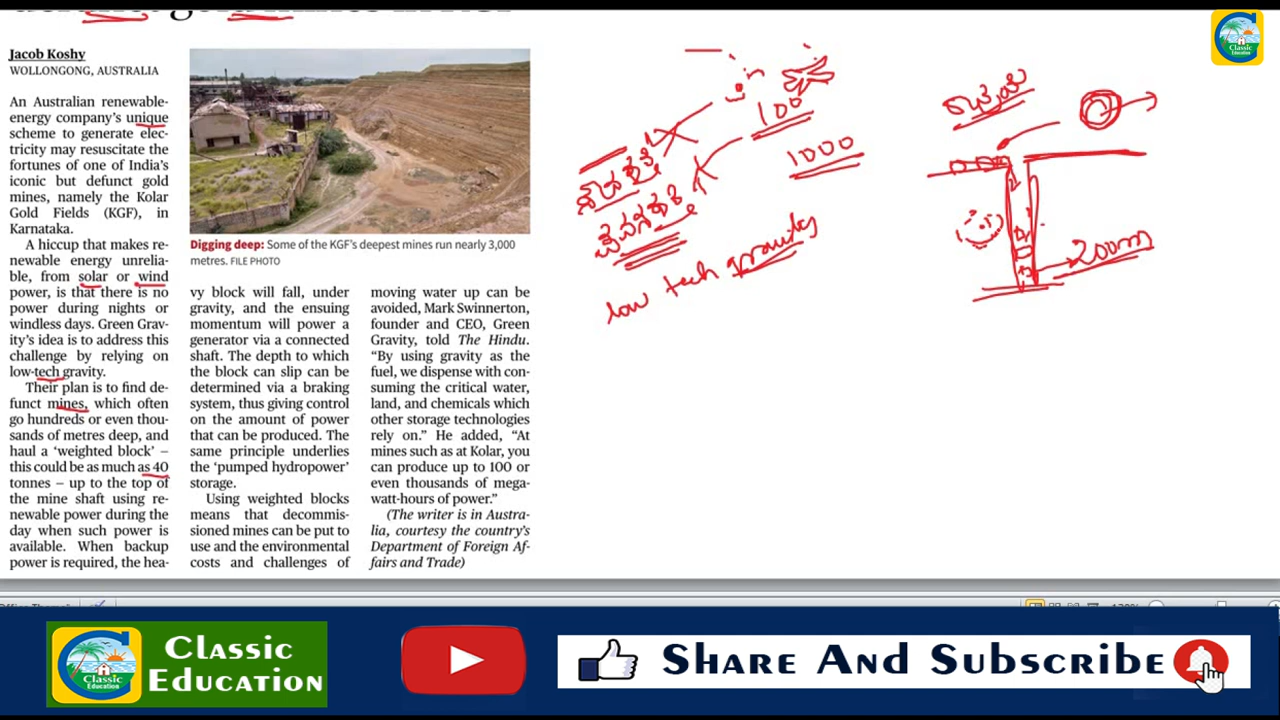 Jacob Koshy
WOLLONGONG, AUSTRALIA
An Australian renewable-
energy company's unique
scheme to generate elec-
tricity may resuscitate the
fortunes of one of India's
iconic but defunct gold
mines, namely the Kolar
Gold Fields (KGF), in
Karnataka.
A hiccup that makes re-
newable energy unrelia-
ble, from solar or wind
power, is that there is no
power during nights or
windless days. Green Grav-
ity's idea is to address this
challenge by relying on
low-tech gravity.
Their plan is to find de-
funct mines, which often
go hundreds or even thou-
sands of metres deep, and
haul a 'weighted block' –
this could be as much as 40
tonnes – up to the top of
the mine shaft using re-
newable power during the
day when such power is
available. When backup
power is required, the hea-
Digging deep: Some of the KGF's deepest mines run nearly 3,000
metres. FILE PHOTO
vy block will fall, under
gravity, and the ensuing
momentum will power a
generator via a connected
shaft. The depth to which
the block can slip can be
determined via a braking
system, thus giving control
on the amount of power
that can be produced. The
same principle underlies
the 'pumped hydropower'
storage.
Using weighted blocks
means that decommis-
sioned mines can be put to
use and the environmental
costs and challenges of
moving water up can be
avoided, Mark Swinnerton,
founder and CEO, Green
Gravity, told The Hindu.
"By using gravity as the
fuel, we dispense with con-
suming the critical water,
land, and chemicals which
other storage technologies
rely on." He added, "At
mines such as at Kolar, you
can produce up to 100 or
even thousands of mega-
watt-hours of power."
(The writer is in Austra-
lia, courtesy the country's
Department of Foreign Af-
fairs and Trade)
100
1000
low tech gravity
200m
Classic
Education
Classic
Education
Classic
Education
Share And Subscribe